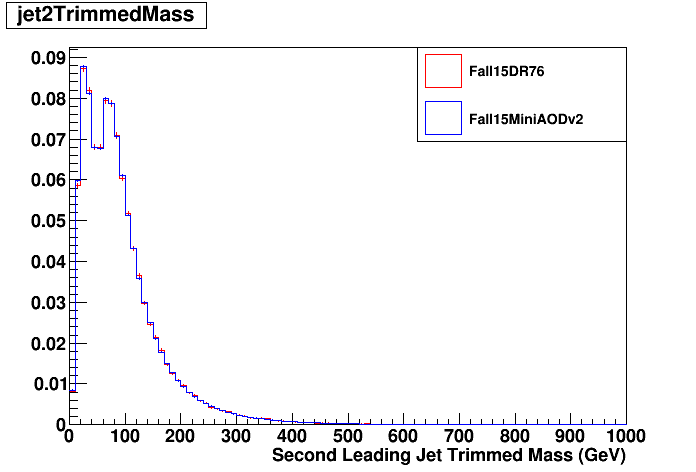 jet2TrimmedMass
Fall15DR76
Fall15MiniAODv2
0.09
0.08
0.07
0.06
0.05
0.04
0.03
0.02
0.01
0
0 100 200 300 400 500 600 700 800 900 1000
Second Leading Jet Trimmed Mass (GeV)